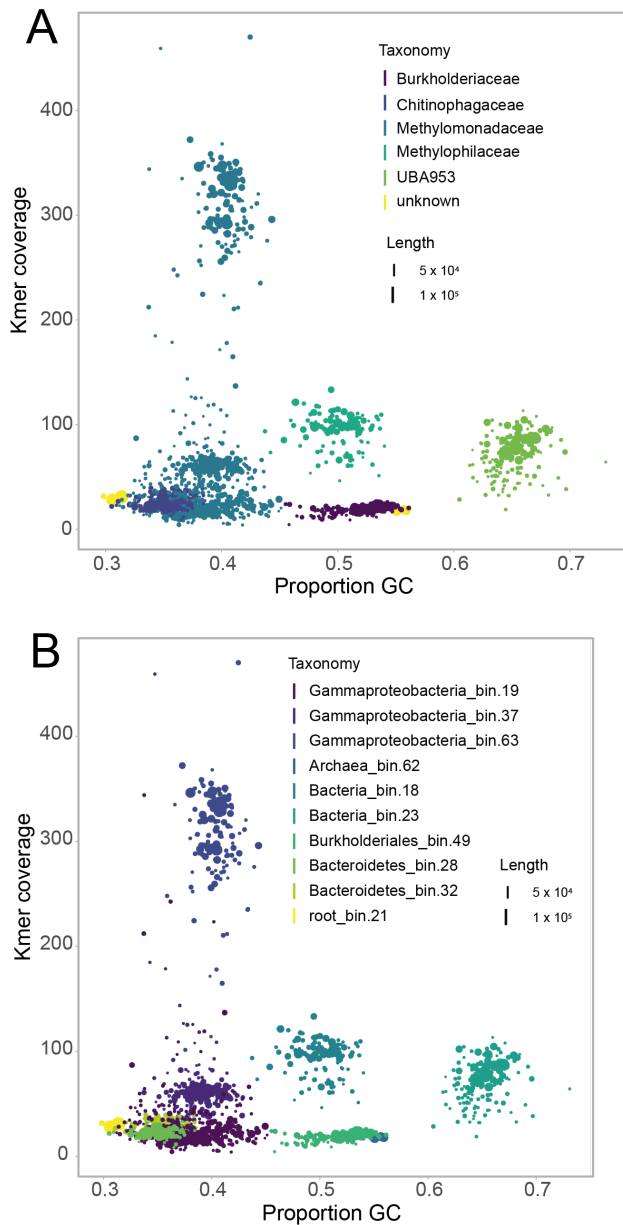 A
Taxonomy
Burkholderiaceae
Chitinophagaceae
Methylomonadaceae
Methylophilaceae
UBA953
unknown
Length
5 x 10⁴
1 x 10⁵
Kmer coverage
400
300
200
100
0
0.3 0.4 0.5 0.6 0.7
Proportion GC
B
Taxonomy
Gammaproteobacteria_bin.19
Gammaproteobacteria_bin.37
Gammaproteobacteria_bin.63
Archaea_bin.62
Bacteria_bin.18
Bacteria_bin.23
Burkholderiales_bin.49
Bacteroidetes_bin.28
Bacteroidetes_bin.32
root_bin.21
Length
5 x 10⁴
1 x 10⁵
Kmer coverage
400
300
200
100
0
0.3 0.4 0.5 0.6 0.7
Proportion GC